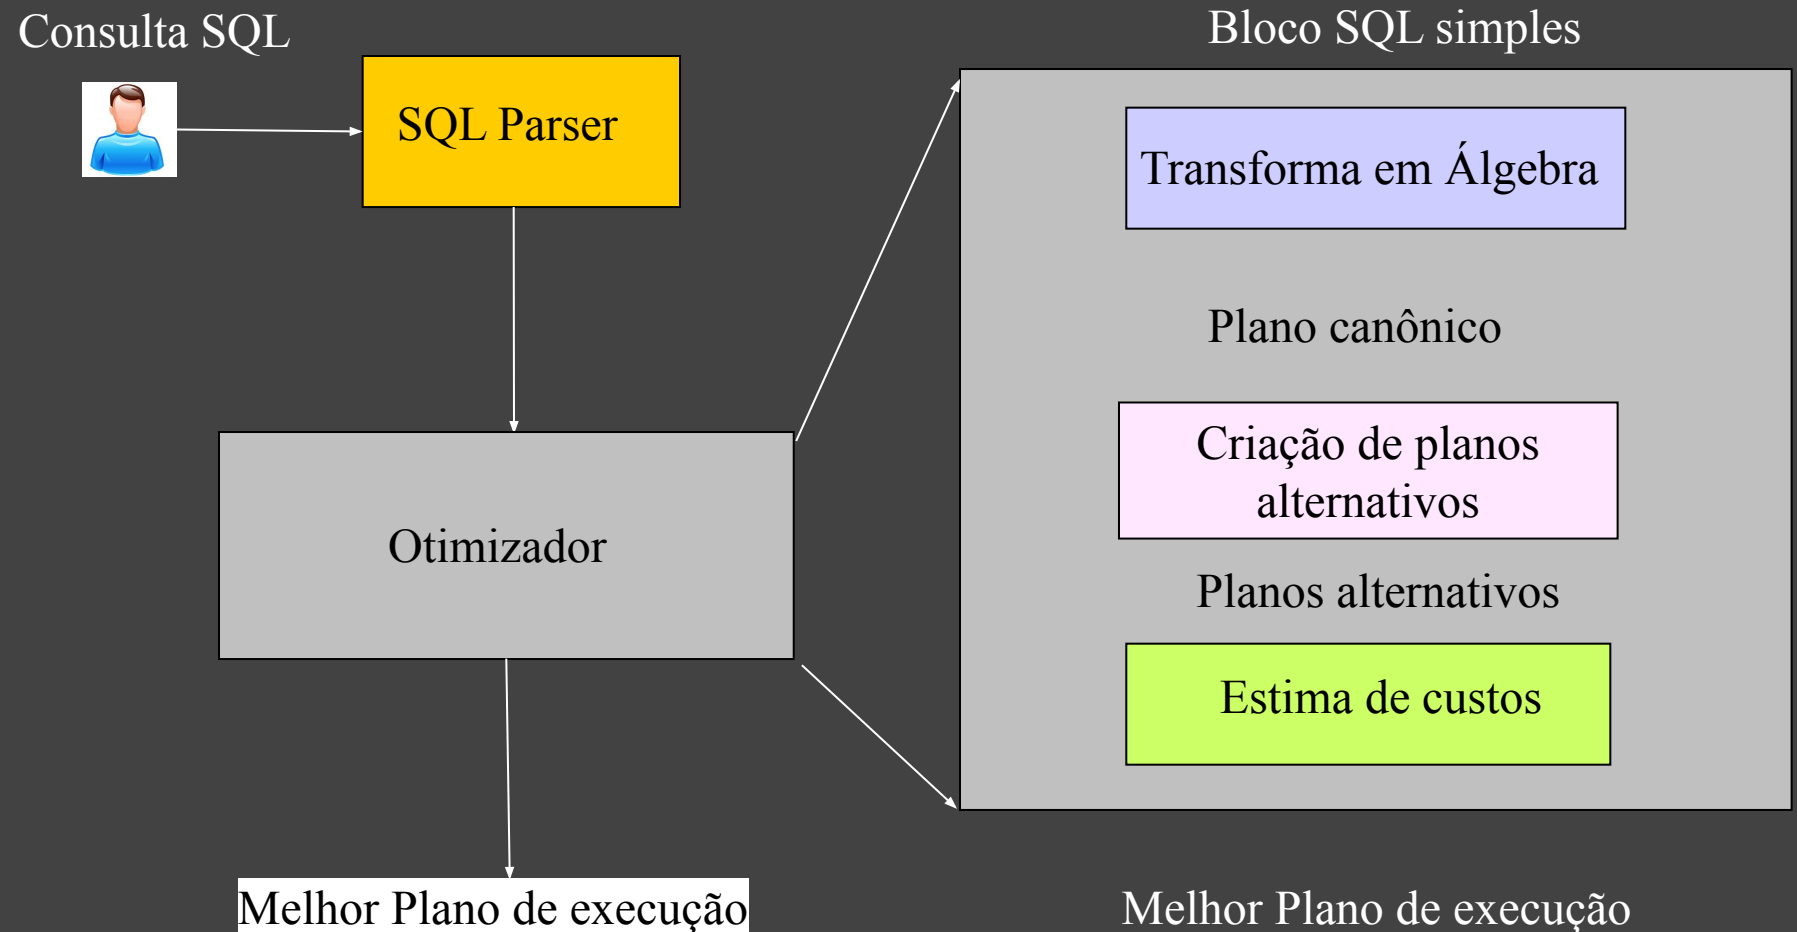 Consulta SQL
Bloco SQL simples
SQL Parser
Transforma em Álgebra
Plano canônico
Criação de planos
alternativos
Otimizador
Planos alternativos
Estima de custos
Melhor Plano de execução
Melhor Plano de execução